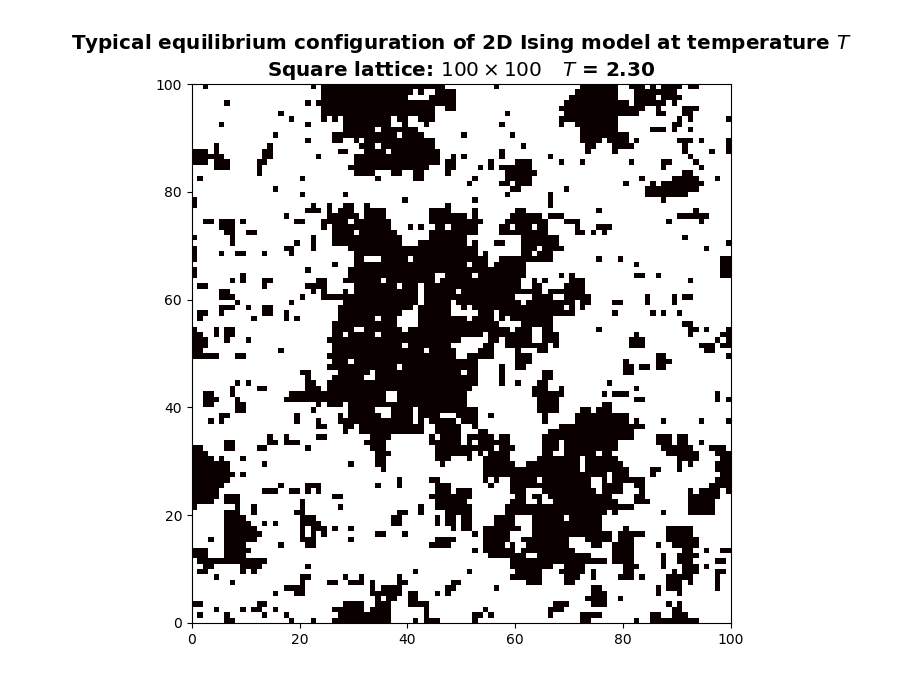 Typical equilibrium configuration of 2D Ising model at temperature T
Square lattice: 100 × 100 T = 2.30
100
80
60
40
20
0
0 20 40 60 80 100